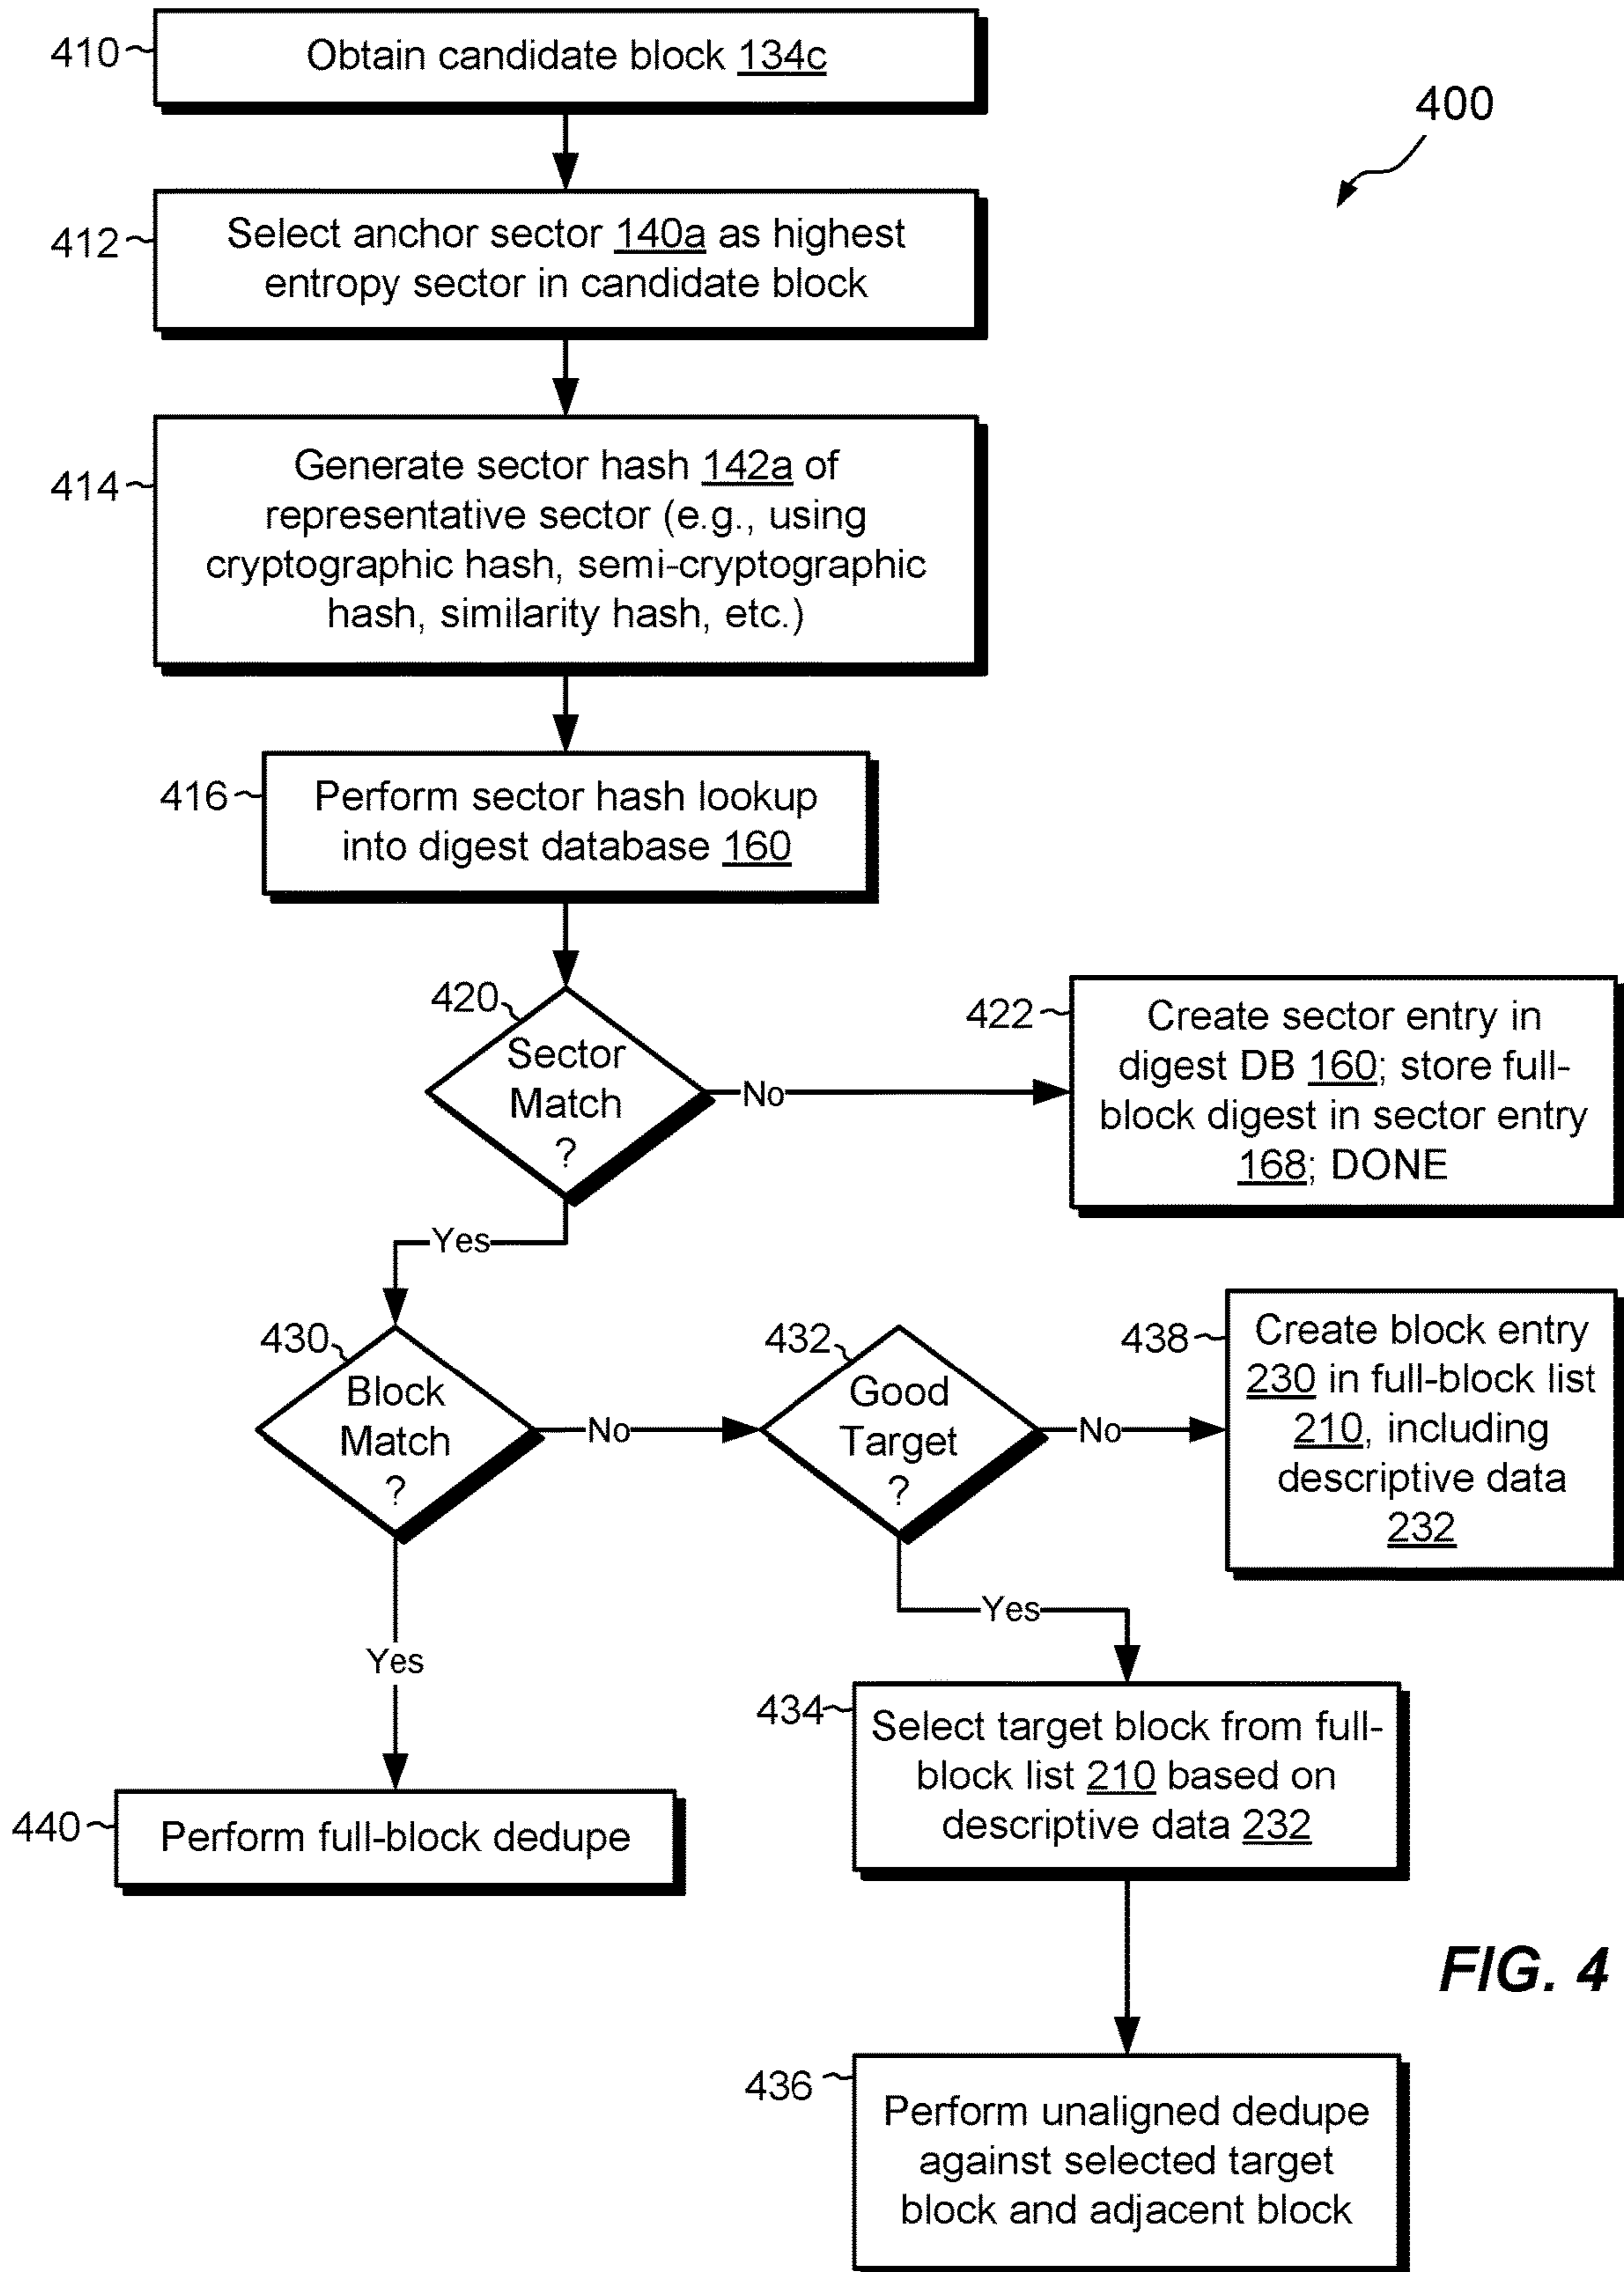 410
Obtain candidate block 134c
400
412
Select anchor sector 140a as highest
entropy sector in candidate block
414
Generate sector hash 142a of
representative sector (e.g., using
cryptographic hash, semi-cryptographic
hash, similarity hash, etc.)
416
Perform sector hash lookup
into digest database 160
420
Sector
Match
?
No
422
Create sector entry in
digest DB 160; store full-
block digest in sector entry
168; DONE
Yes
430
Block
Match
?
No
432
Good
Target
?
No
438
Create block entry
230 in full-block list
210, including
descriptive data
232
Yes
Yes
434
Select target block from full-
block list 210 based on
descriptive data 232
440
Perform full-block dedupe
FIG. 4
436
Perform unaligned dedupe
against selected target
block and adjacent block